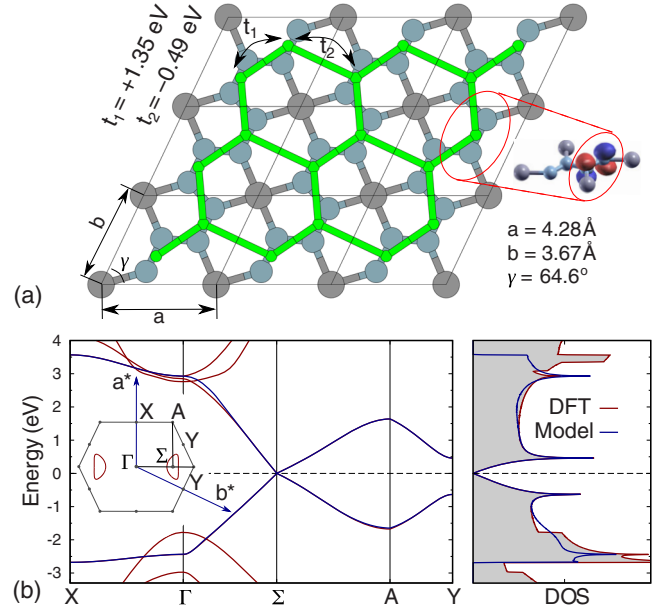 (a)
t₁ = +1.35 eV
t₂ = −0.49 eV
t₁
t₂
b
γ
a
a = 4.28Å
b = 3.67Å
γ = 64.6°
(b)
Energy (eV)
4
3
2
1
0
-1
-2
-3
a*
X
A
Y
Γ
Σ
Y
b*
X
Γ
Σ
A
Y
DFT
Model
DOS